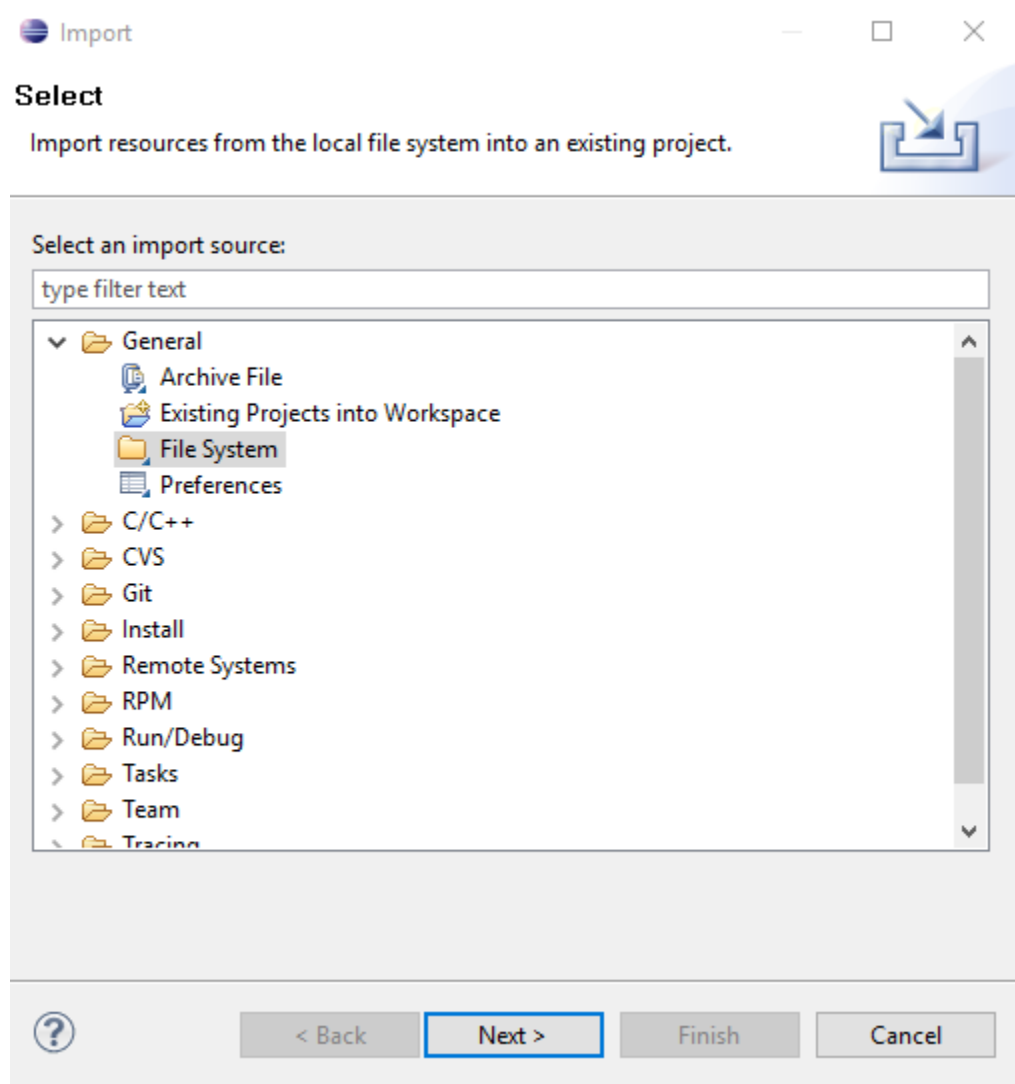 Import
Select
Import resources from the local file system into an existing project.
Select an import source:
type filter text
General
Archive File
Existing Projects into Workspace
File System
Preferences
C/C++
CVS
Git
Install
Remote Systems
RPM
Run/Debug
Tasks
Team
Tracing
? < Back Next > Finish Cancel